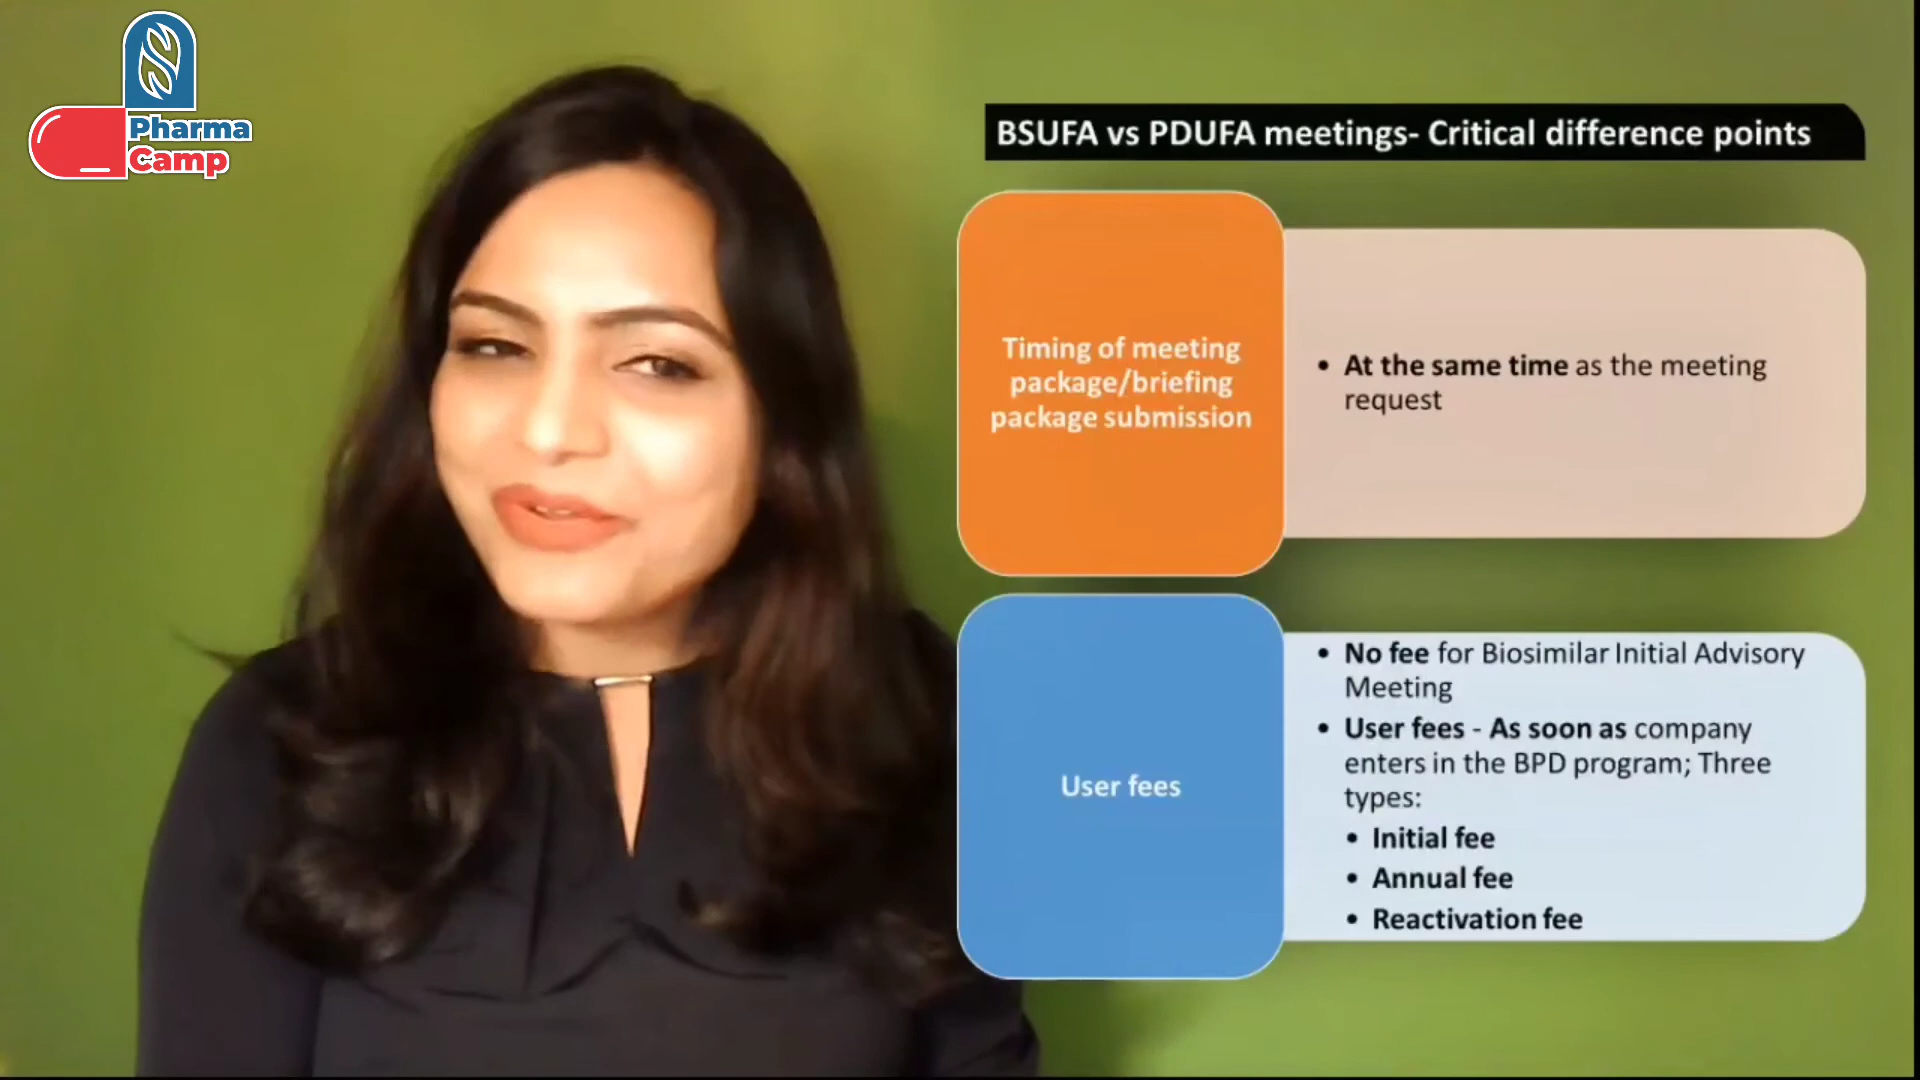 Pharma
Camp
BSUFA vs PDUFA meetings- Critical difference points
Timing of meeting
package/briefing
package submission
• At the same time as the meeting
request
User fees
• No fee for Biosimilar Initial Advisory
Meeting
• User fees - As soon as company
enters in the BPD program; Three
types:
• Initial fee
• Annual fee
• Reactivation fee